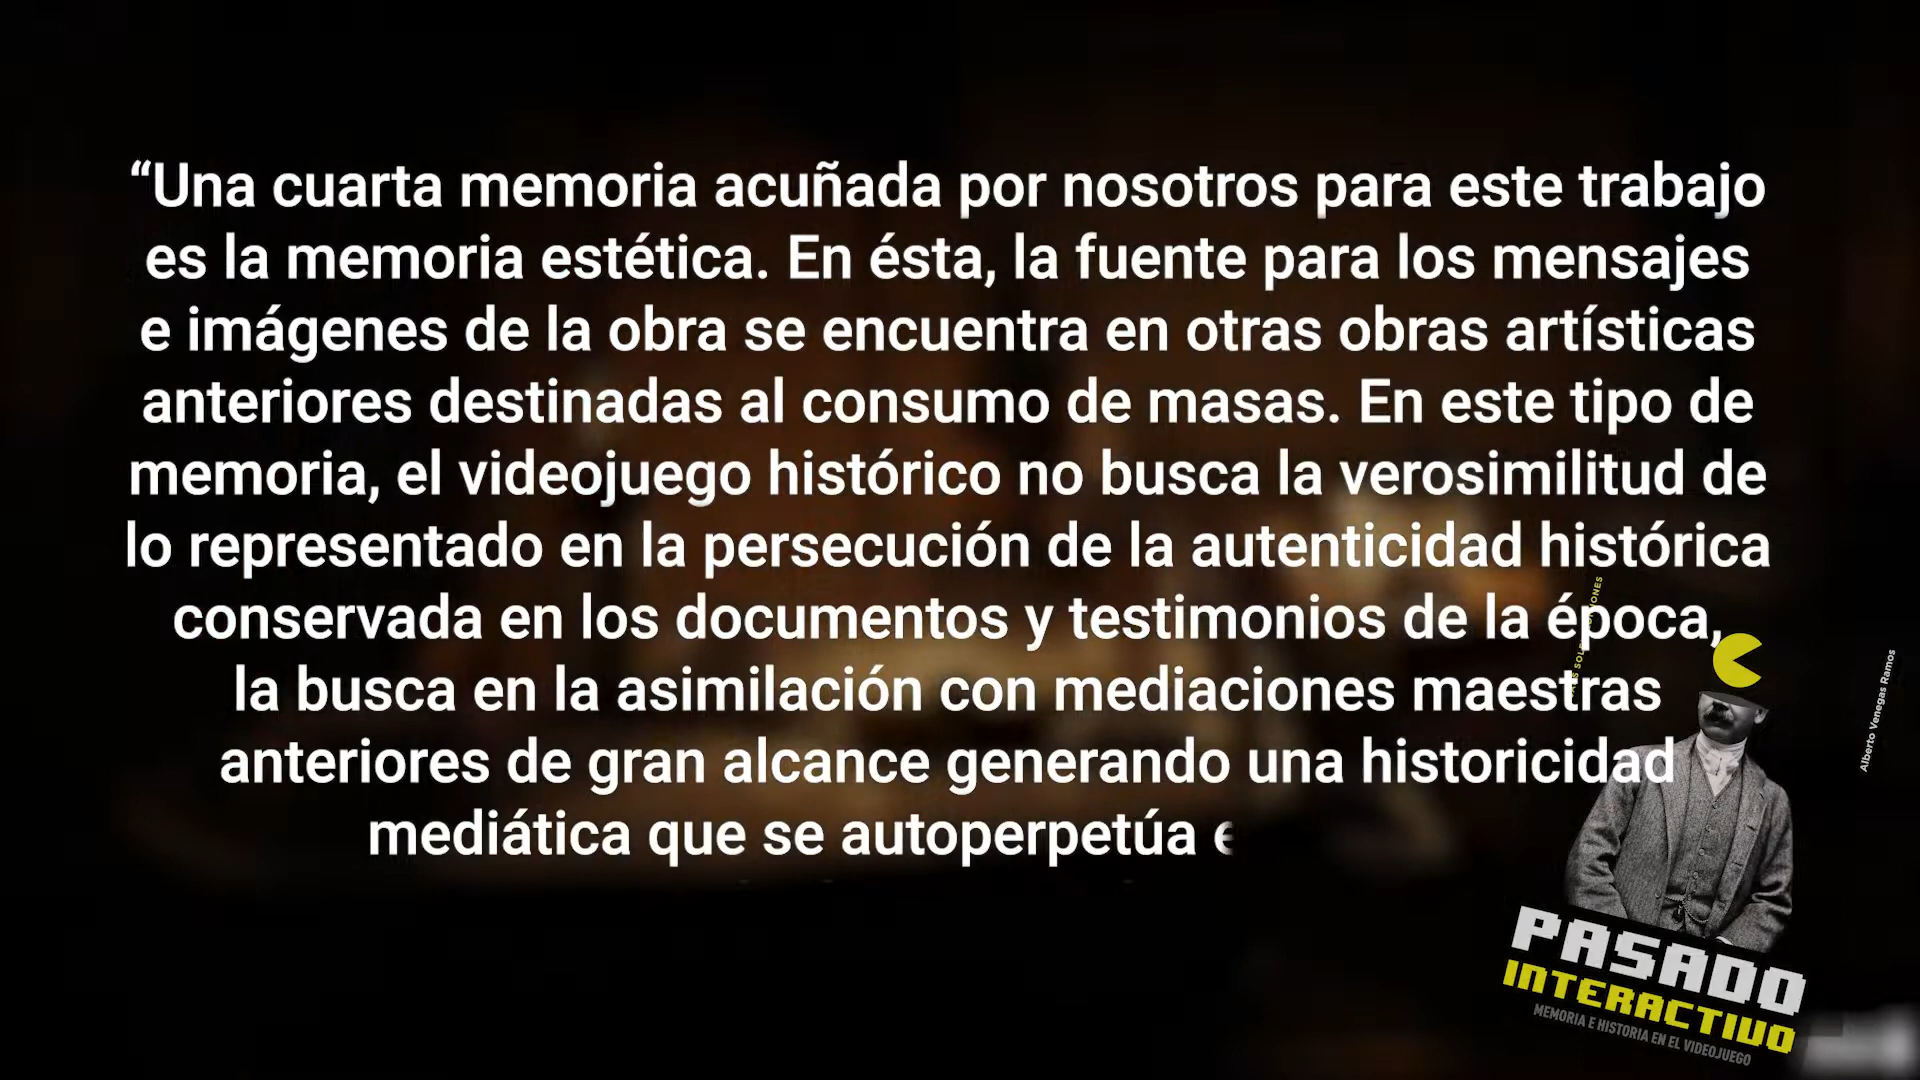 “Una cuarta memoria acuñada por nosotros para este trabajo
es la memoria estética. En ésta, la fuente para los mensajes
e imágenes de la obra se encuentra en otras obras artísticas
anteriores destinadas al consumo de masas. En este tipo de
memoria, el videojuego histórico no busca la verosimilitud de
lo representado en la persecución de la autenticidad histórica
conservada en los documentos y testimonios de la época,
la busca en la asimilación con mediaciones maestras
anteriores de gran alcance generando una historicidad
mediática que se autoperpetúa
Alberto Venegas Ramos
PASADO
INTERACTIVO
MEMORIA E HISTORIA EN EL VIDEOJUEGO